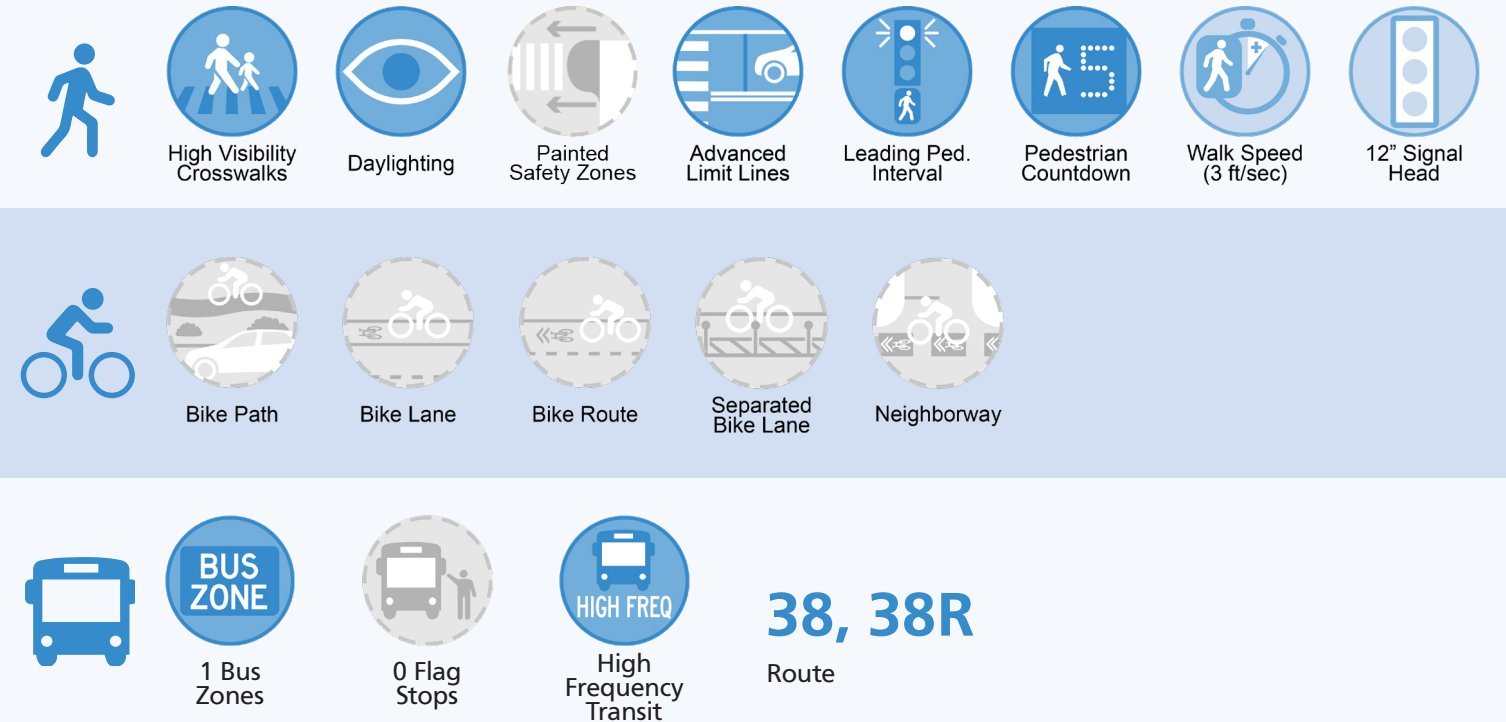 High Visibility
Crosswalks
Daylighting
Painted
Safety Zones
Advanced
Limit Lines
Leading Ped.
Interval
5
Pedestrian
Countdown
Walk Speed
(3 ft/sec)
12” Signal
Head
Bike Path
Bike Lane
Bike Route
Separated
Bike Lane
Neighborway
BUS
ZONE
1 Bus
Zones
0 Flag
Stops
HIGH FREQ
High
Frequency
Transit
38, 38R
Route